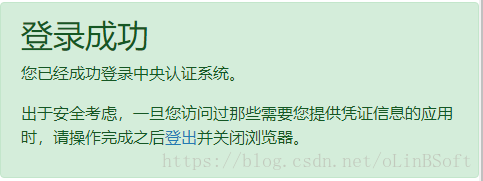 登录成功
您已经成功登录中央认证系统。
出于安全考虑，一旦您访问过那些需要您提供凭证信息的应用
时，请操作完成之后登出并关闭浏览器。
https://blog.csdn.net/oLinBSoft